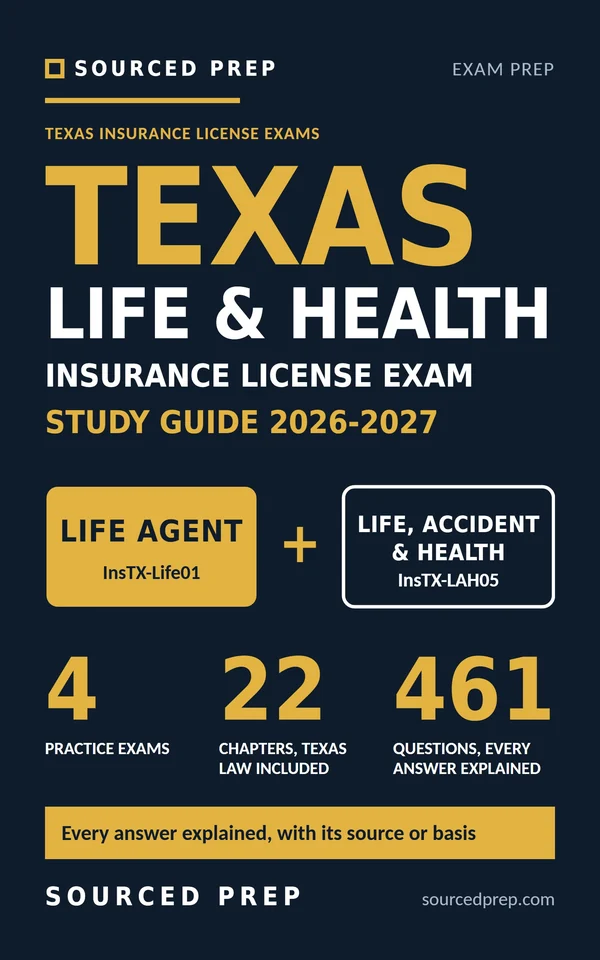 SOURCED PREP
EXAM PREP
TEXAS INSURANCE LICENSE EXAMS
TEXAS
LIFE & HEALTH
INSURANCE LICENSE EXAM
STUDY GUIDE 2026-2027
LIFE AGENT
InsTX-Life01
+
LIFE, ACCIDENT
& HEALTH
InsTX-LAH05
4
PRACTICE EXAMS
22
CHAPTERS, TEXAS
LAW INCLUDED
461
QUESTIONS, EVERY
ANSWER EXPLAINED
Every answer explained, with its source or basis
SOURCED PREP
sourcedprep.com